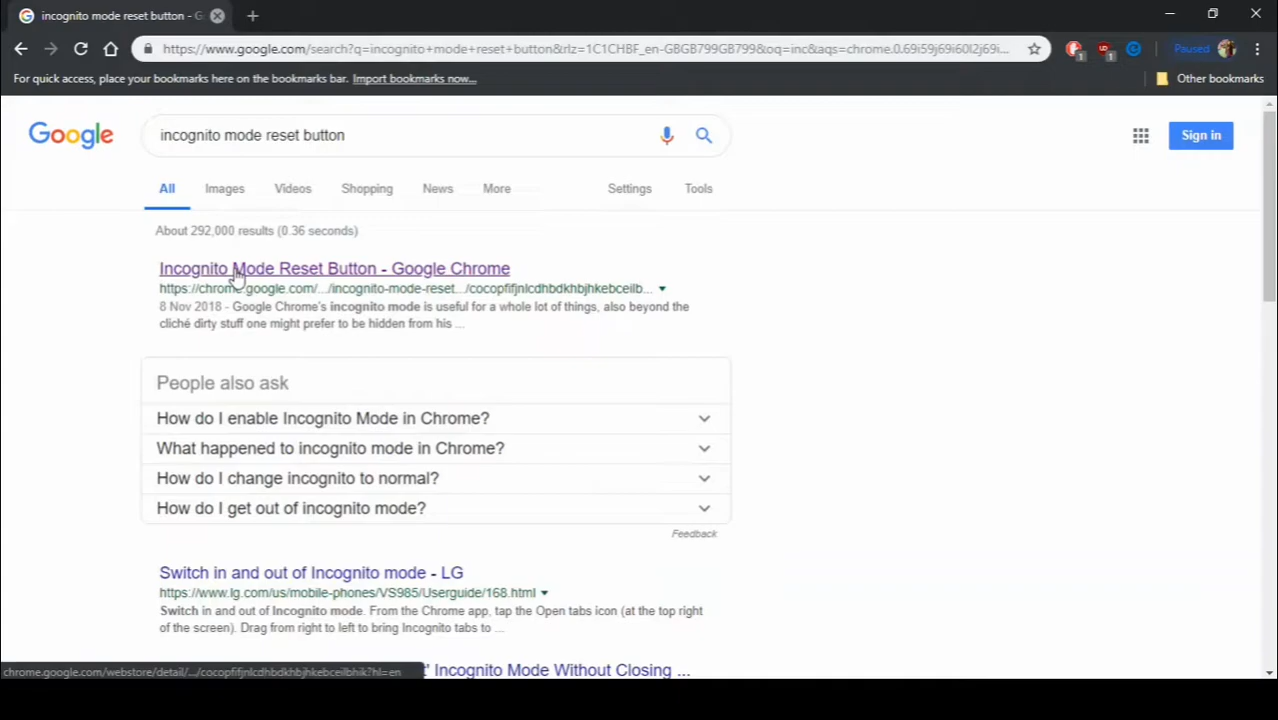 incognito mode reset button - G
https://www.google.com/search?q=incognito+mode+reset+button&rlz=1C1CHBF_en-GBGB799GB799&oq=inc&aqs=chrome.0.69i59j69i60l2j69i...
1
1
Paused
For quick access, place your bookmarks here on the bookmarks bar. Import bookmarks now...
Other bookmarks
Google
incognito mode reset button
Sign in
All Images Videos Shopping News More Settings Tools
About 292,000 results (0.36 seconds)
Incognito Mode Reset Button - Google Chrome
https://chrome.google.com/.../incognito-mode-reset.../cocopfifjnlcdhbdkhbjhkebceilb...
8 Nov 2018 - Google Chrome's incognito mode is useful for a whole lot of things, also beyond the
cliché dirty stuff one might prefer to be hidden from his ...
People also ask
How do I enable Incognito Mode in Chrome?
What happened to incognito mode in Chrome?
How do I change incognito to normal?
How do I get out of incognito mode?
Feedback
Switch in and out of Incognito mode - LG
https://www.lg.com/us/mobile-phones/VS985/Userguide/168.html
Switch in and out of Incognito mode. From the Chrome app, tap the Open tabs icon (at the top right
of the screen). Drag from right to left to bring Incognito tabs to ...
t' Incognito Mode Without Closing ...
chrome.google.com/webstore/detail/.../cocopfifjnlcdhbdkhbjhkebceilbhik?hl=en